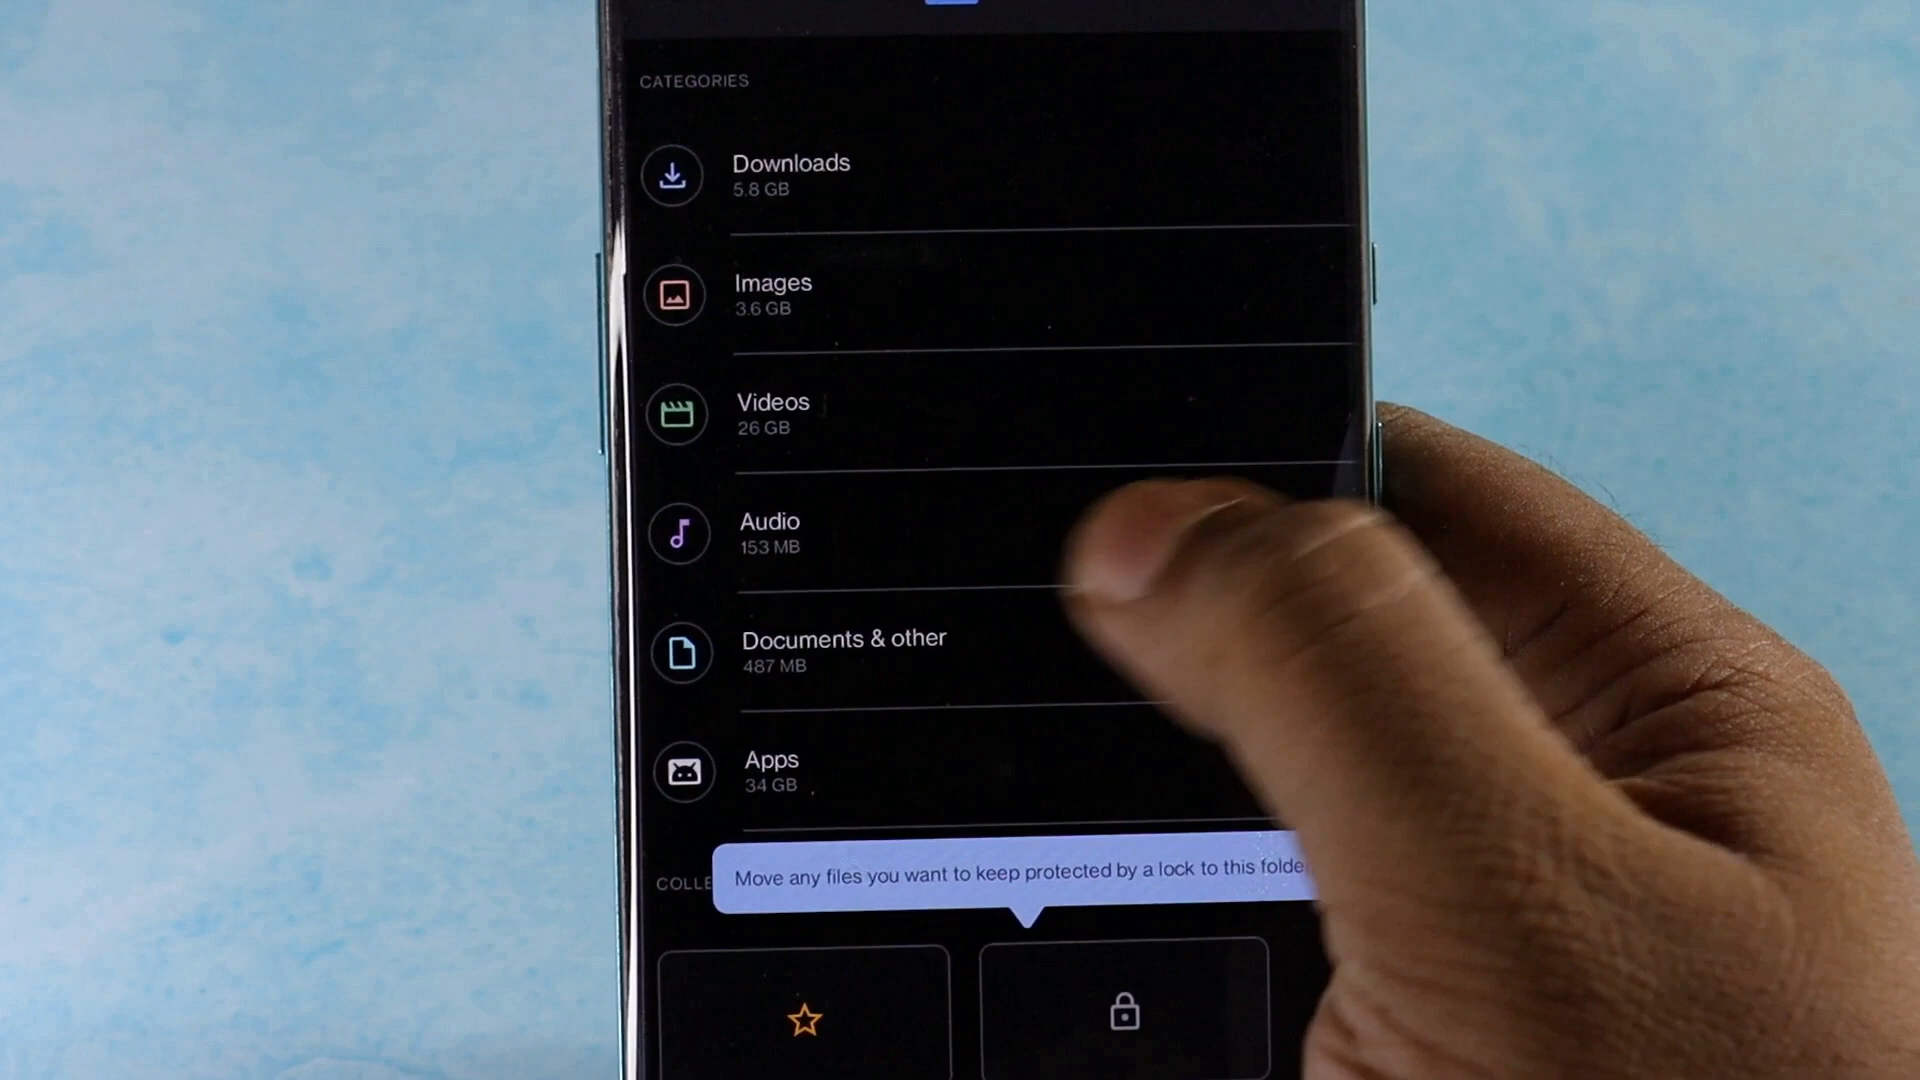 CATEGORIES
Downloads
5.8 GB
Images
3.6 GB
Videos
26 GB
Audio
153 MB
Documents & other
487 MB
Apps
34 GB
Move any files you want to keep protected by a lock to this folde
COLLE